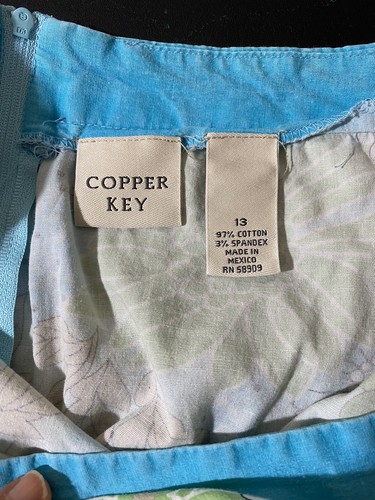 COPPER
KEY
13
97% COTTON
3% SPANDEX
MADE IN
MEXICO
RN 58909